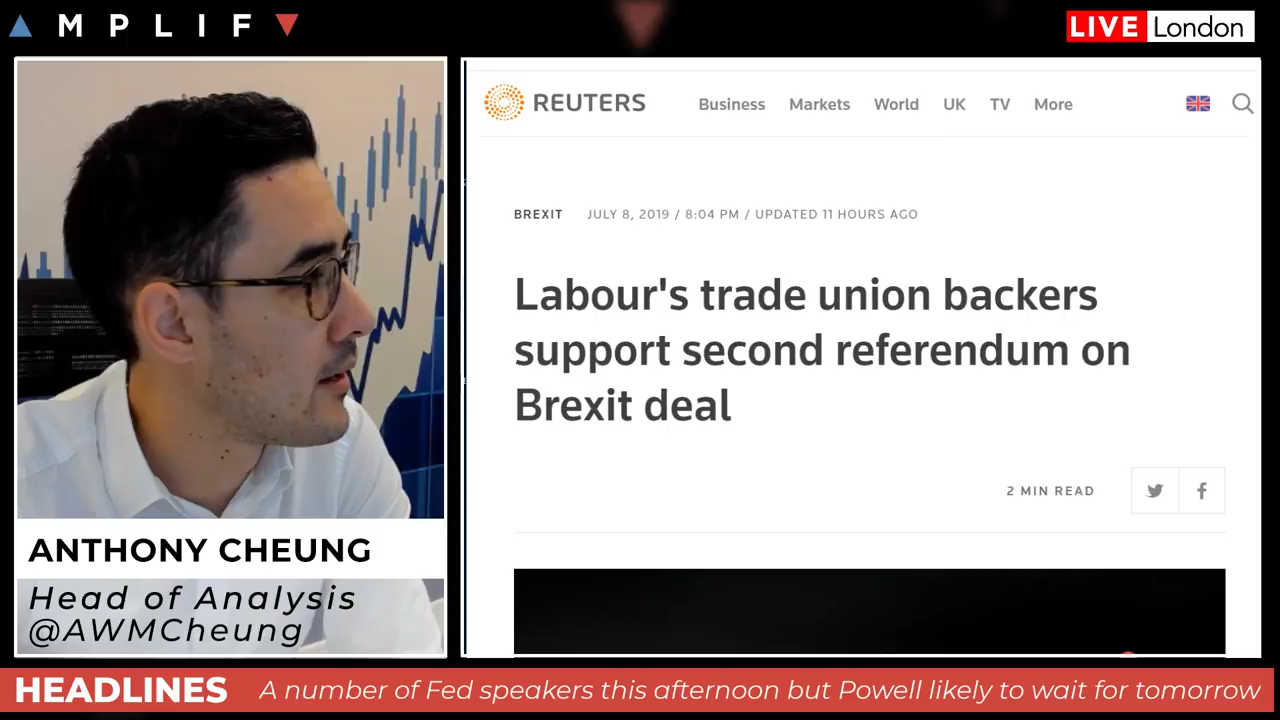 ▲ MPLIF ▼
LIVE London
REUTERS Business Markets World UK TV More
BREXIT JULY 8, 2019 / 8:04 PM / UPDATED 11 HOURS AGO
Labour's trade union backers
support second referendum on
Brexit deal
2 MIN READ
ANTHONY CHEUNG
Head of Analysis
@AWMCheung
HEADLINES A number of Fed speakers this afternoon but Powell likely to wait for tomorrow